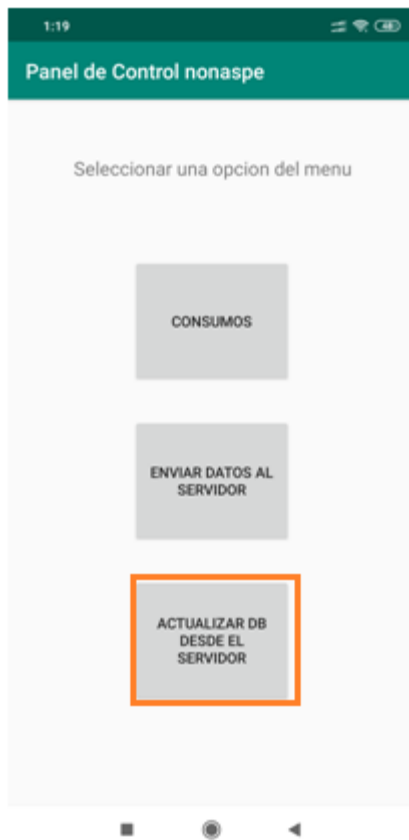 1:19
48
Panel de Control nonaspe
Seleccionar una opcion del menu
CONSUMOS
ENVIAR DATOS AL
SERVIDOR
ACTUALIZAR DB
DESDE EL
SERVIDOR